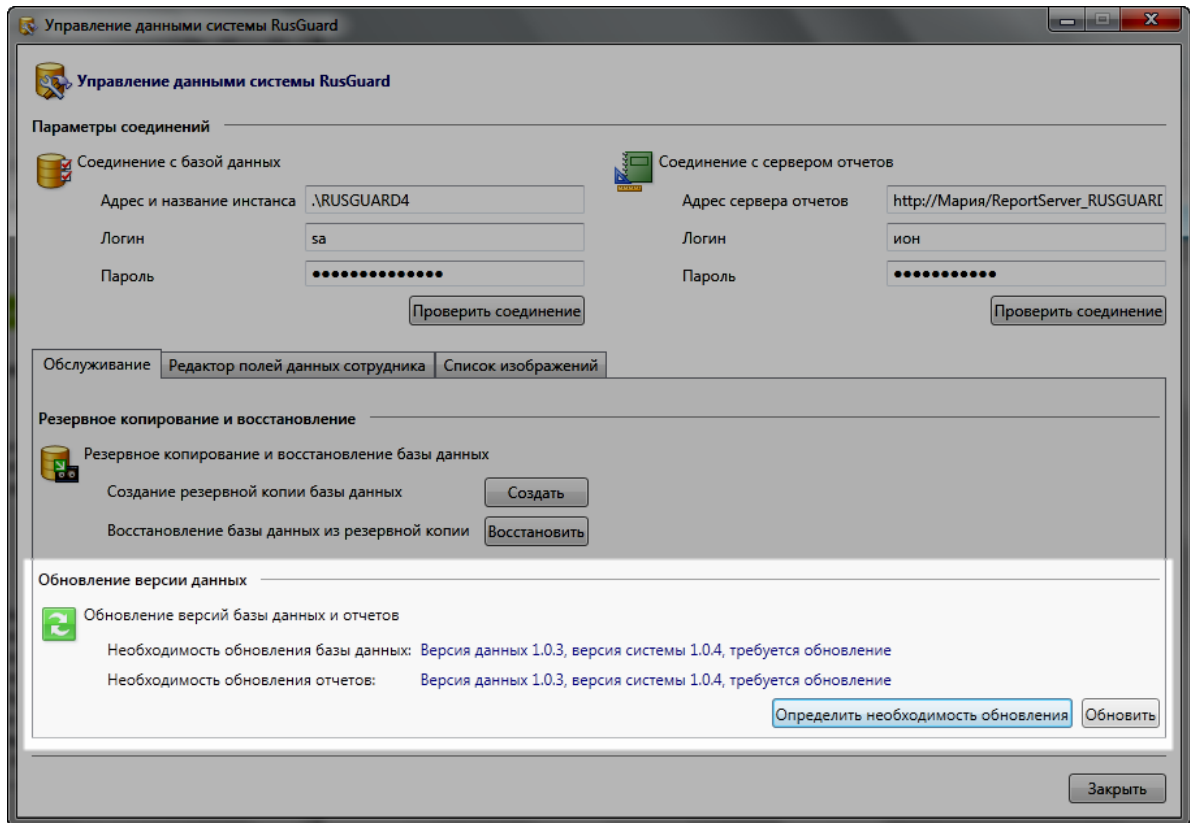 Управление данными системы RusGuard
Управление данными системы RusGuard
Параметры соединений
Соединение с базой данных
Адрес и название инстанса .\RUSGUARD4
Логин sa
Пароль ••••••••••••••
Проверить соединение
Соединение с сервером отчетов
Адрес сервера отчетов http://Мария/ReportServer_RUSGUARD
Логин ион
Пароль •••••••••••
Проверить соединение
Обслуживание Редактор полей данных сотрудника Список изображений
Резервное копирование и восстановление
Резервное копирование и восстановление базы данных
Создание резервной копии базы данных Создать
Восстановление базы данных из резервной копии Восстановить
Обновление версии данных
Обновление версий базы данных и отчетов
Необходимость обновления базы данных: Версия данных 1.0.3, версия системы 1.0.4, требуется обновление
Необходимость обновления отчетов: Версия данных 1.0.3, версия системы 1.0.4, требуется обновление
Определить необходимость обновления Обновить
Закрыть